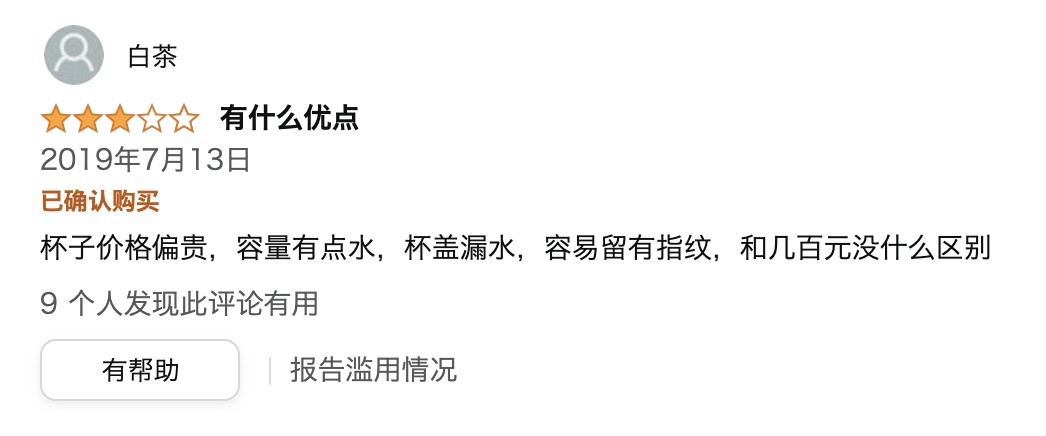 白茶
有什么优点
2019年7月13日
已确认购买
杯子价格偏贵，容量有点水，杯盖漏水，容易留有指纹，和几百元没什么区别
9 个人发现此评论有用
有帮助
报告滥用情况